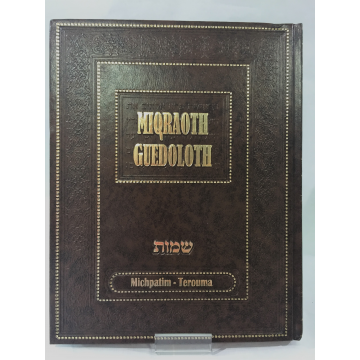 MIQRAOTH
GUEDOLOTH
שמות
Michpatim - Terouma